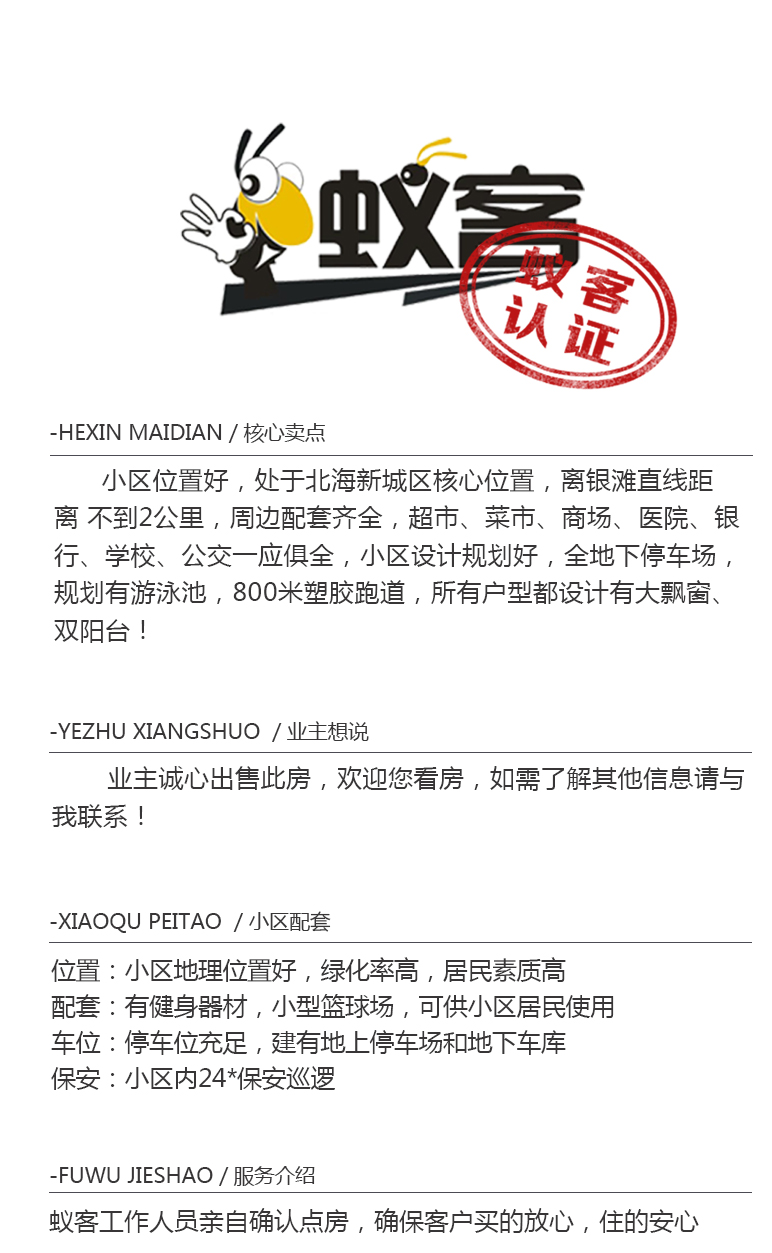 蚁客
蚁客
认证
-HEXIN MAIDIAN / 核心卖点
小区位置好，处于北海新城区核心位置，离银滩直线距
离 不到2公里，周边配套齐全，超市、菜市、商场、医院、银
行、学校、公交一应俱全，小区设计规划好，全地下停车场，
规划有游泳池，800米塑胶跑道，所有户型都设计有大飘窗、
双阳台！
-YEZHU XIANGSHUO / 业主想说
业主诚心出售此房，欢迎您看房，如需了解其他信息请与
我联系！
-XIAOQU PEITAO / 小区配套
位置：小区地理位置好，绿化率高，居民素质高
配套：有健身器材，小型篮球场，可供小区居民使用
车位：停车位充足，建有地上停车场和地下车库
保安：小区内24*保安巡逻
-FUWU JIESHAO / 服务介绍
蚁客工作人员亲自确认点房，确保客户买的放心，住的安心